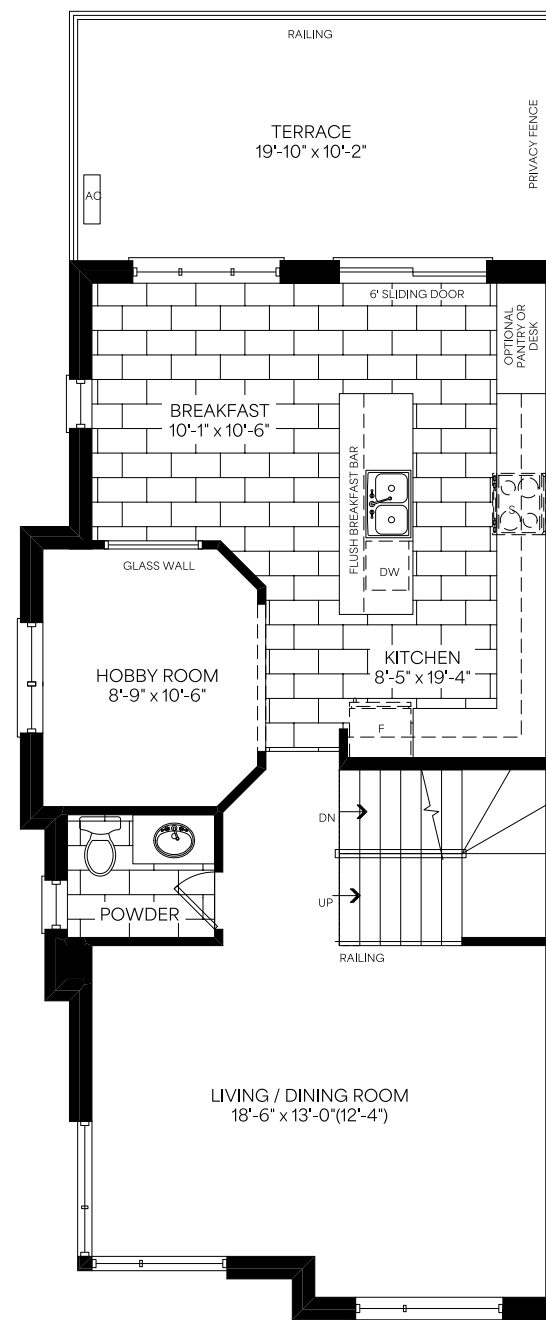 RAILING
TERRACE
19'-10" x 10'-2"
PRIVACY FENCE
AC
6' SLIDING DOOR
OPTIONAL
PANTRY OR
DESK
BREAKFAST
10'-1" x 10'-6"
FLUSH BREAKFAST BAR
S
DW
GLASS WALL
KITCHEN
8'-5" x 19'-4"
HOBBY ROOM
8'-9" x 10'-6"
F
DN
UP
POWDER
RAILING
LIVING / DINING ROOM
18'-6" x 13'-0"(12'-4")